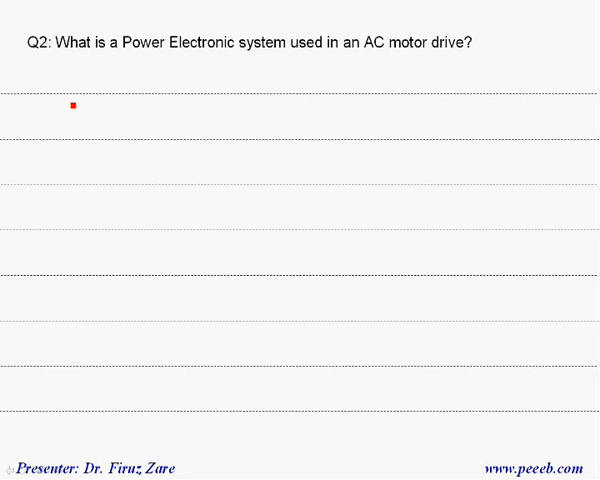 Q2: What is a Power Electronic system used in an AC motor drive?
Presenter: Dr. Firuz Zare
www.peeeb.com